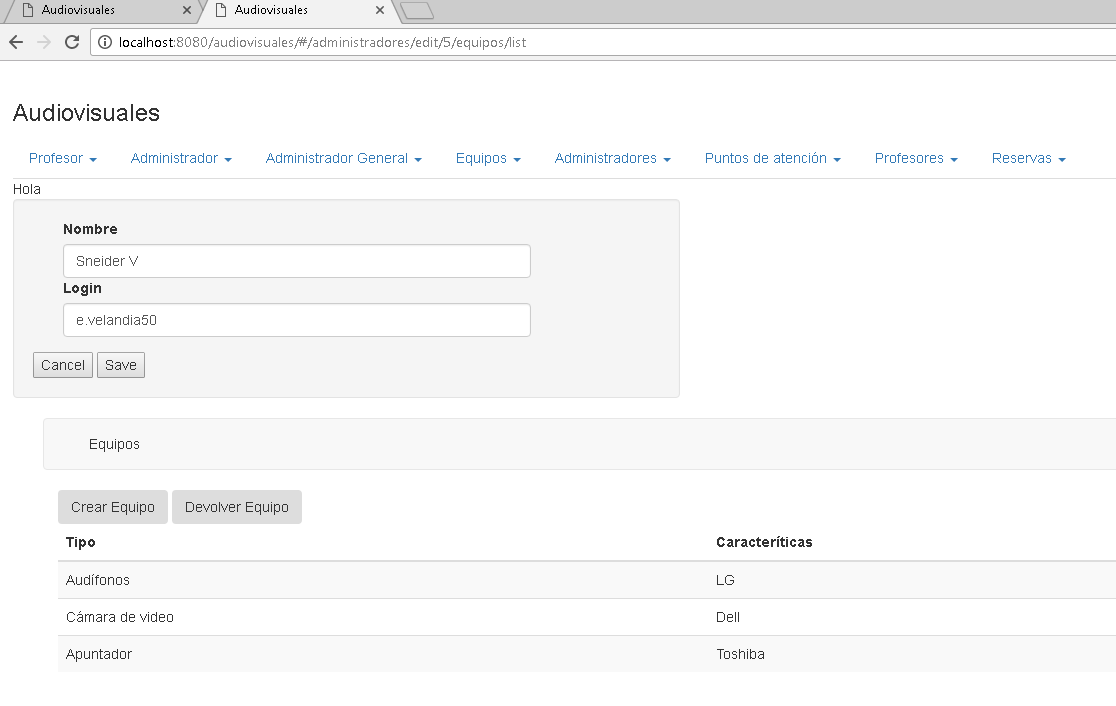 Audiovisuales Audiovisuales
localhost:8080/audiovisuales/#/administradores/edit/5/equipos/list
Audiovisuales
Profesor Administrador Administrador General Equipos Administradores Puntos de atención Profesores Reservas
Hola
Nombre
Sneider V
Login
e.velandia50
Cancel Save
Equipos
Crear Equipo Devolver Equipo
Tipo Caracteríticas
Audífonos LG
Cámara de video Dell
Apuntador Toshiba